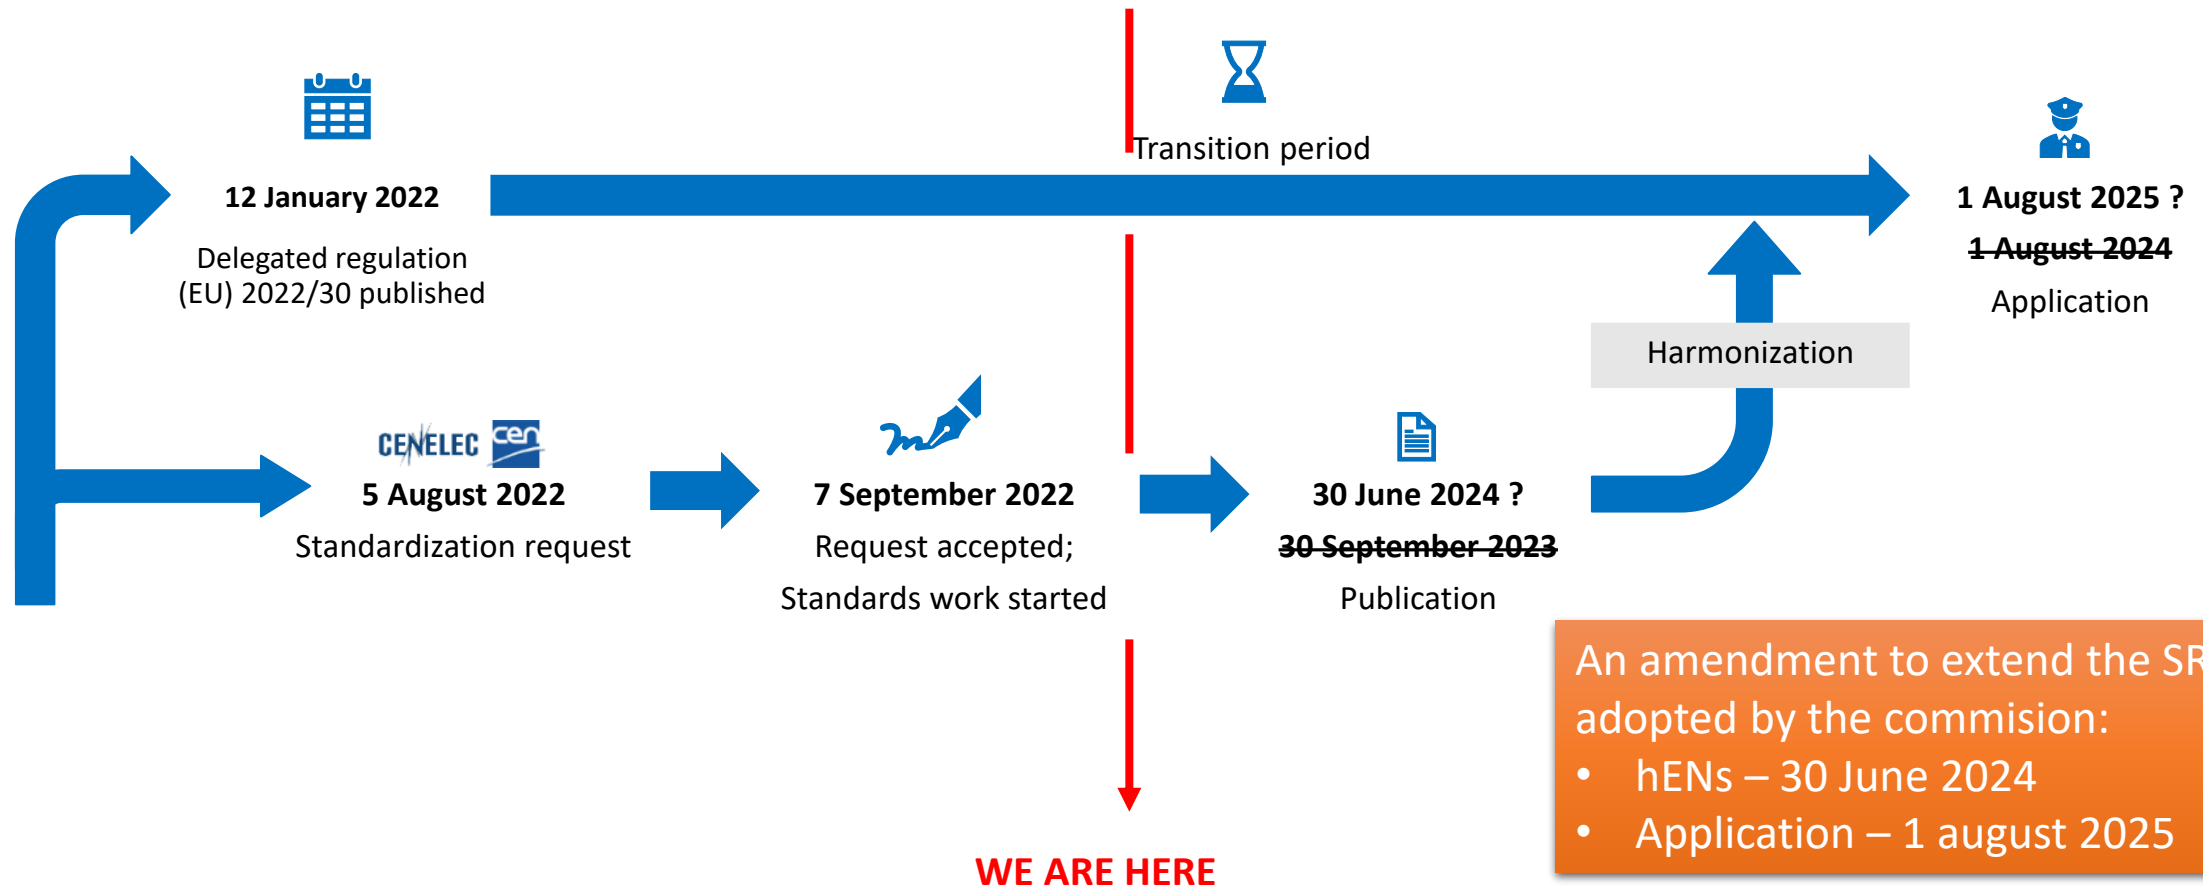 Transition period
12 January 2022
Delegated regulation
(EU) 2022/30 published
1 August 2025 ?
1 August 2024
Application
Harmonization
CENELEC cen
5 August 2022
Standardization request
7 September 2022
Request accepted;
Standards work started
30 June 2024 ?
30 September 2023
Publication
An amendment to extend the SR
adopted by the commision:
• hENs – 30 June 2024
• Application – 1 august 2025
WE ARE HERE